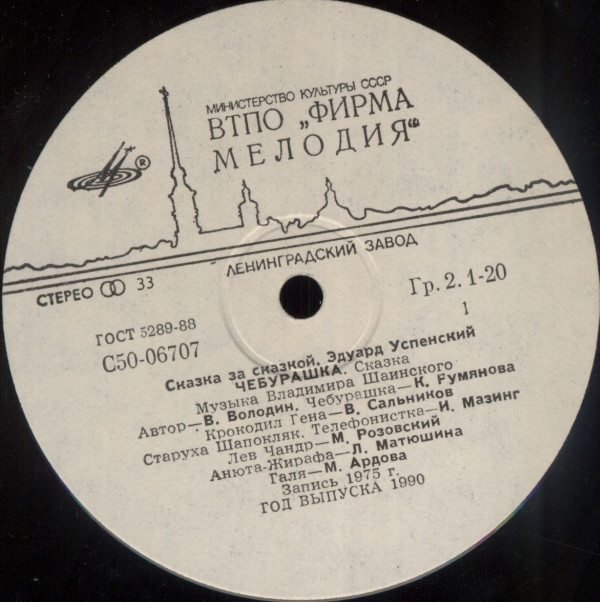 МИНИСТЕРСТВО КУЛЬТУРЫ СССР
ВТПО „ФИРМА
МЕЛОДИЯ“
®
ЛЕНИНГРАДСКИЙ ЗАВОД
СТЕРЕО 33
Гр. 2. 1-20
ГОСТ 5289-88
1
С50-06707
Сказка за сказкой. Эдуард Успенский
ЧЕБУРАШКА. Сказка
Музыка Владимира Шаинского
Автор—В. Володин. Чебурашка—К. Румянова
Крокодил Гена—В. Сальников
Старуха Шапокляк. Телефонистка—И. Мазинг
Лев Чандр—М. Розовский
Анюта-Жирафа—Л. Матюшина
Галя—М. Ардова
Запись 1975 г.
ГОД ВЫПУСКА 1990